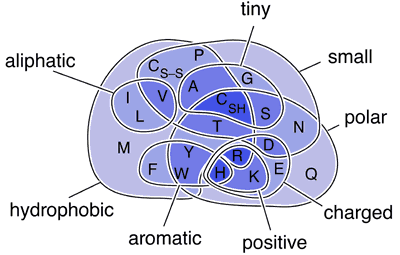 tiny
P
small
C S–S
aliphatic
G
A
I
V
C SH
S
L
N
polar
T
M
D
Y
R
F
W
H
K
E
Q
hydrophobic
charged
aromatic
positive